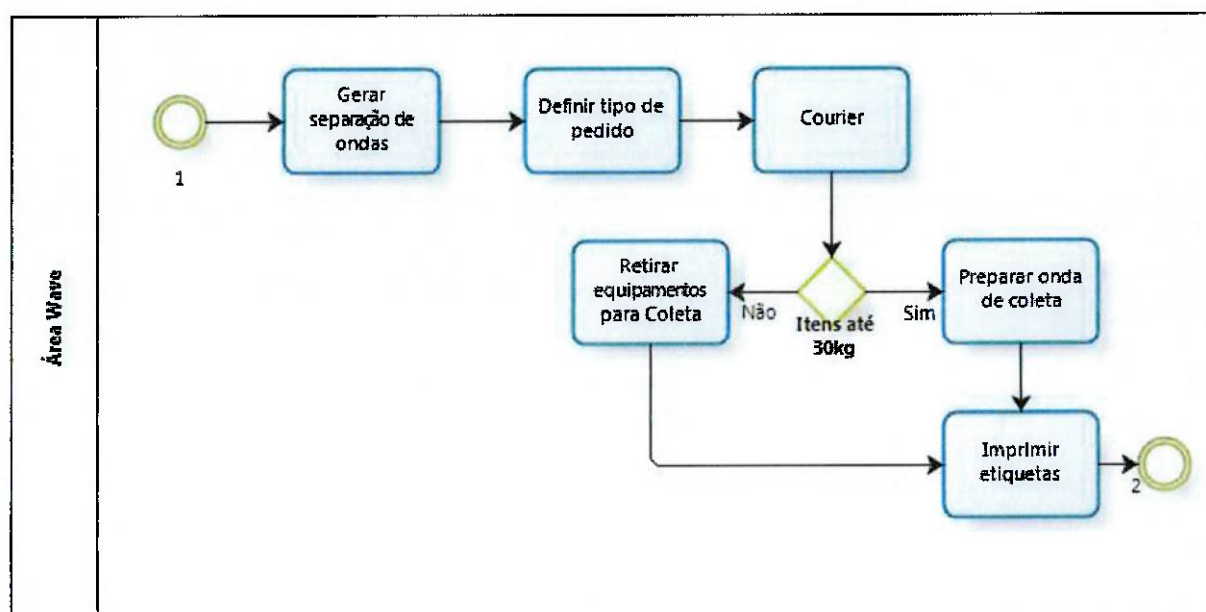 Área Wave
1
Gerar
separação de
ondas
Definir tipo de
pedido
Courier
Retirar
equipamentos
para Coleta
Não
Itens até
30kg
Sim
Preparar onda
de coleta
Imprimir
etiquetas
2